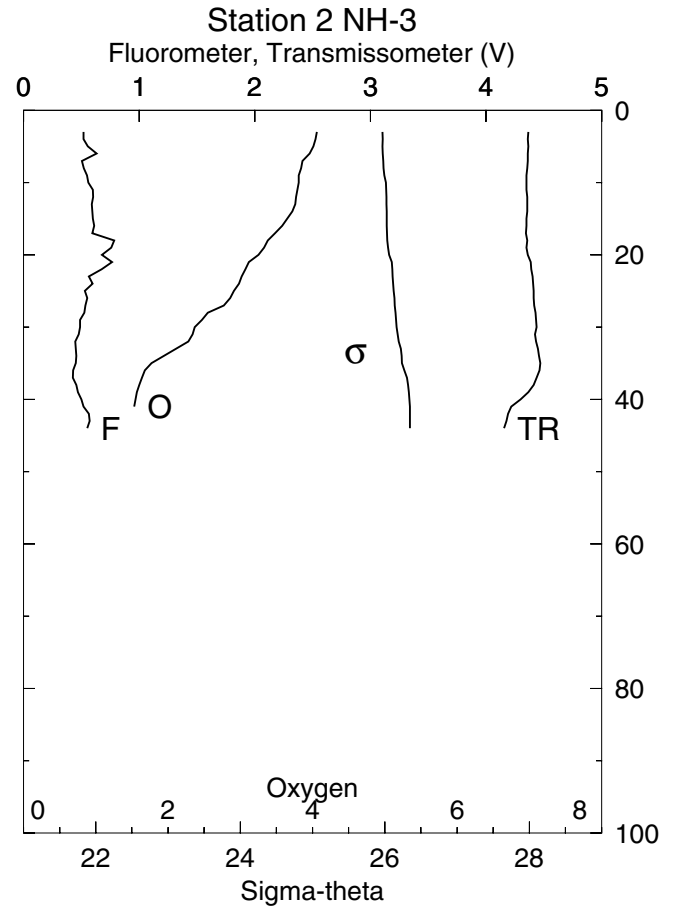 Station 2 NH-3
Fluorometer, Transmissometer (V)
0 1 2 3 4 5
0
20
σ
40
F O TR
60
80
Oxygen
0 2 4 6 8
100
22 24 26 28
Sigma-theta